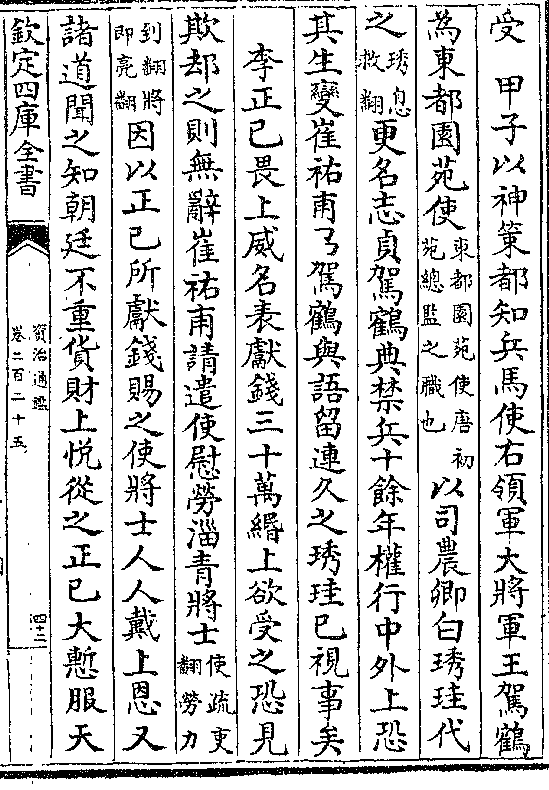 受　甲子以神策都知兵馬使右領軍大將軍王駕鶴
為東都園苑使東都園苑使唐初苑總監之職也以司農卿白琇珪代
之琇息救翻更名志貞駕鶴典禁兵十餘年權行中外上恐
其生變崔祐甫召駕鶴與語留連久之琇珪已視事矣
李正己畏上威名表獻錢三十萬緡上欲受之恐見
欺却之則無辭崔祐甫請遣使慰勞淄青將士使疏吏翻勞力
到翻將即亮翻因以正己所獻錢賜之使將士人人戴上恩又
諸道聞之知朝廷不重貨財上悅從之正己大慙服天
欽定四庫全書
資治通鑑
卷二百二十五